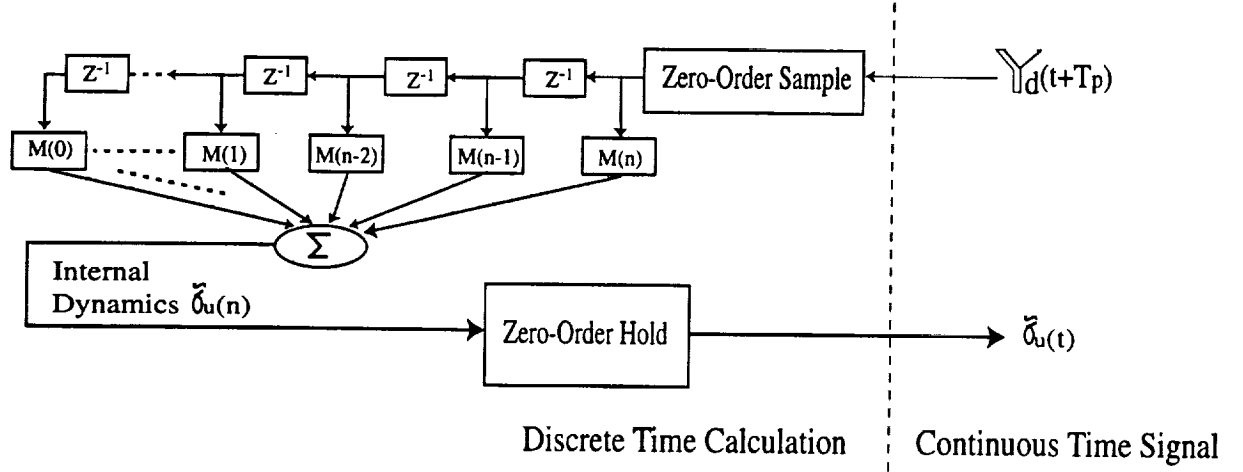 Z⁻¹ Z⁻¹ Z⁻¹ Z⁻¹ Zero-Order Sample 𝕐d(t+Tp)
M(0) M(1) M(n-2) M(n-1) M(n)
Σ
Internal
Dynamics σ̃u(n)
Zero-Order Hold
σ̃u(t)
Discrete Time Calculation Continuous Time Signal